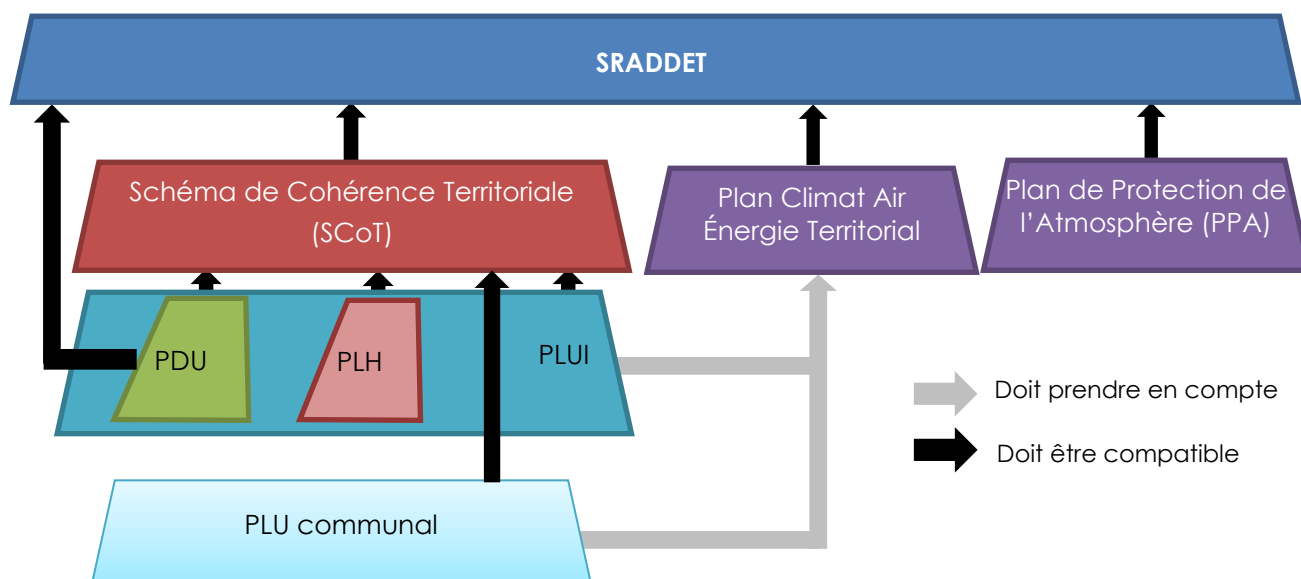 SRADDET
Schéma de Cohérence Territoriale
(SCoT)
Plan Climat Air
Énergie Territorial
Plan de Protection de
l’Atmosphère (PPA)
PDU
PLH
PLUI
Doit prendre en compte
Doit être compatible
PLU communal